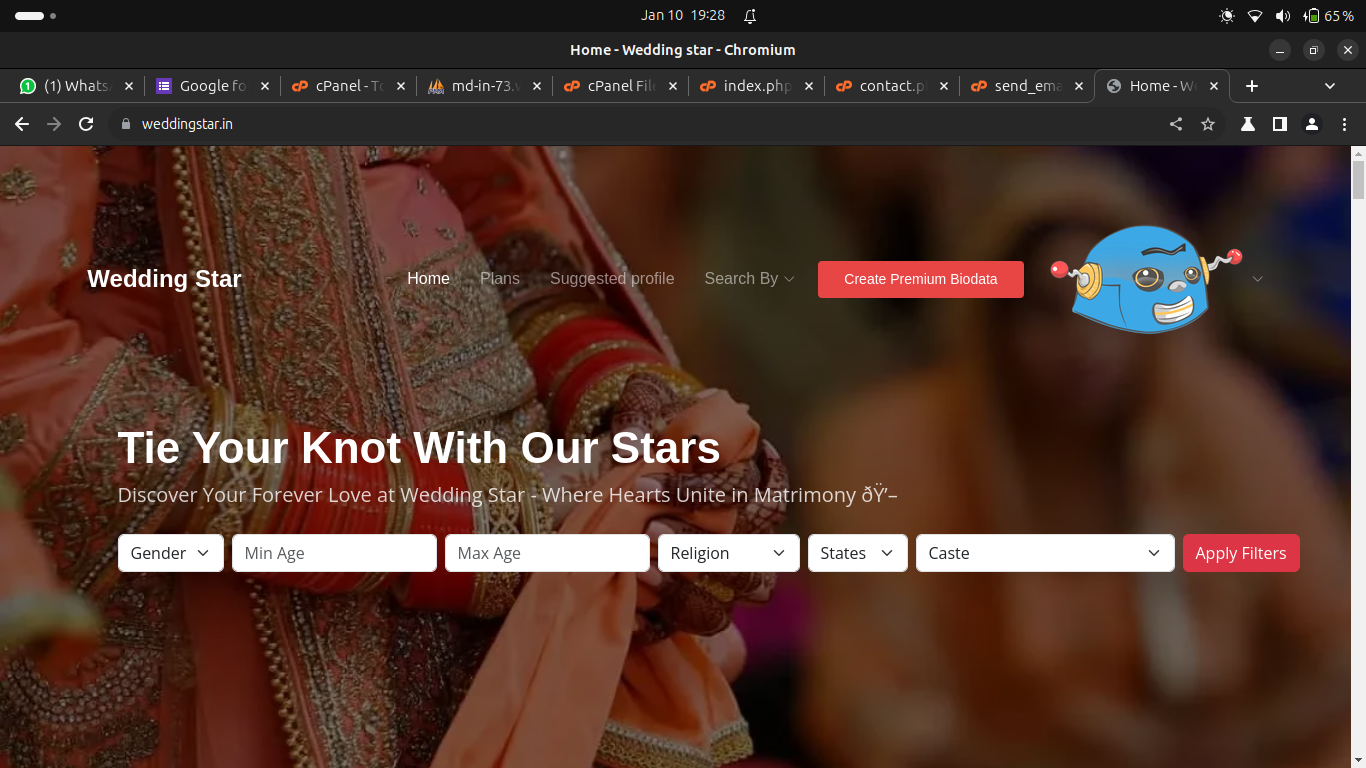 Jan 10 19:28
65 %
Home - Wedding star - Chromium
(1) Whats
Google fo
cPanel - To
md-in-73.
cPanel File
index.php
contact.p
send_ema
Home - We
weddingstar.in
Wedding Star
Home
Plans
Suggested profile
Search By
Create Premium Biodata
Tie Your Knot With Our Stars
Discover Your Forever Love at Wedding Star - Where Hearts Unite in Matrimony ðŸ’–
Gender
Min Age
Max Age
Religion
States
Caste
Apply Filters